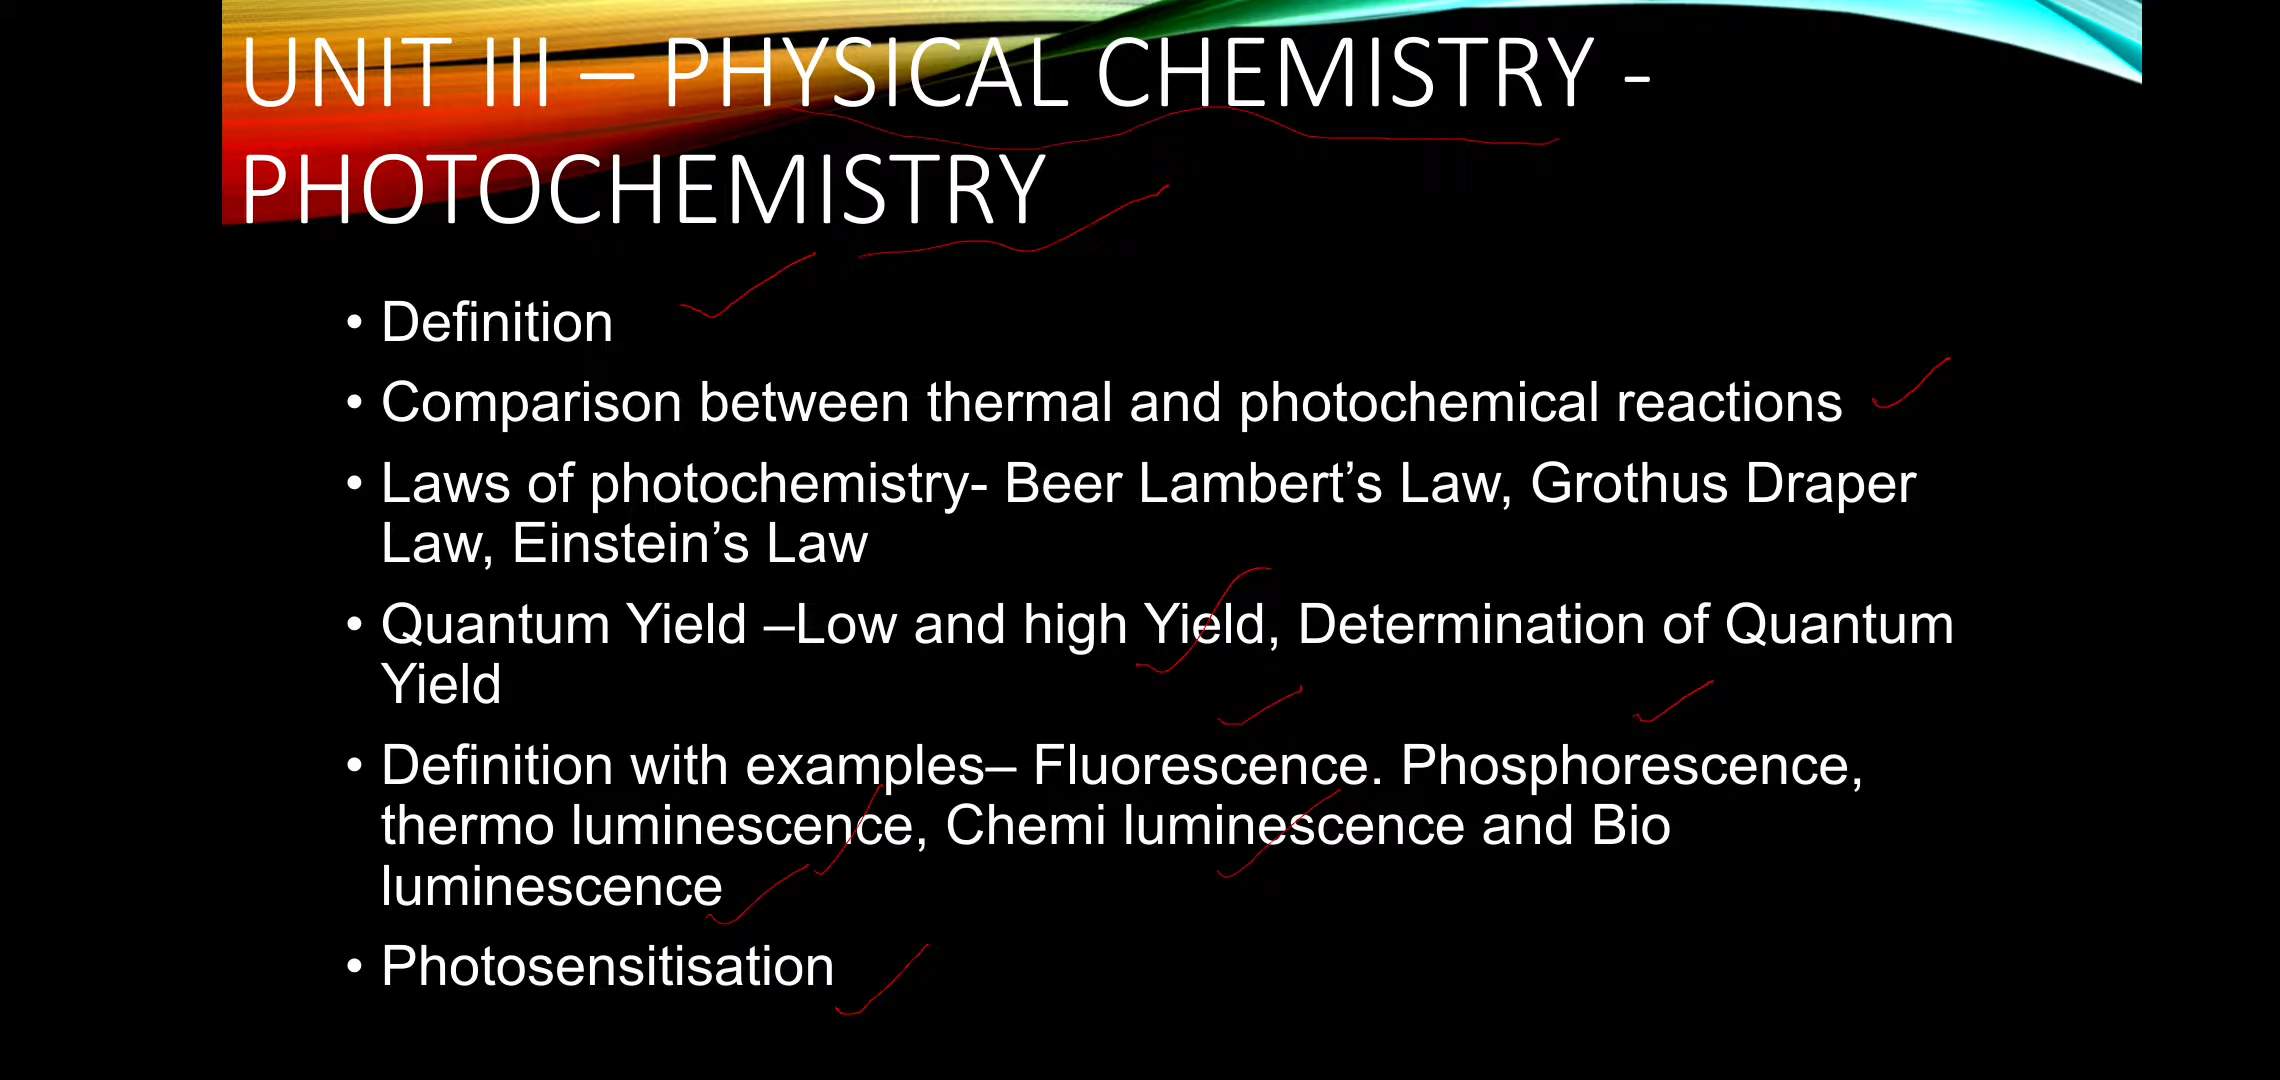 UNIT III – PHYSICAL CHEMISTRY -
PHOTOCHEMISTRY
• Definition
• Comparison between thermal and photochemical reactions
• Laws of photochemistry- Beer Lambert’s Law, Grothus Draper
Law, Einstein’s Law
• Quantum Yield –Low and high Yield, Determination of Quantum
Yield
• Definition with examples– Fluorescence. Phosphorescence,
thermo luminescence, Chemi luminescence and Bio
luminescence
• Photosensitisation